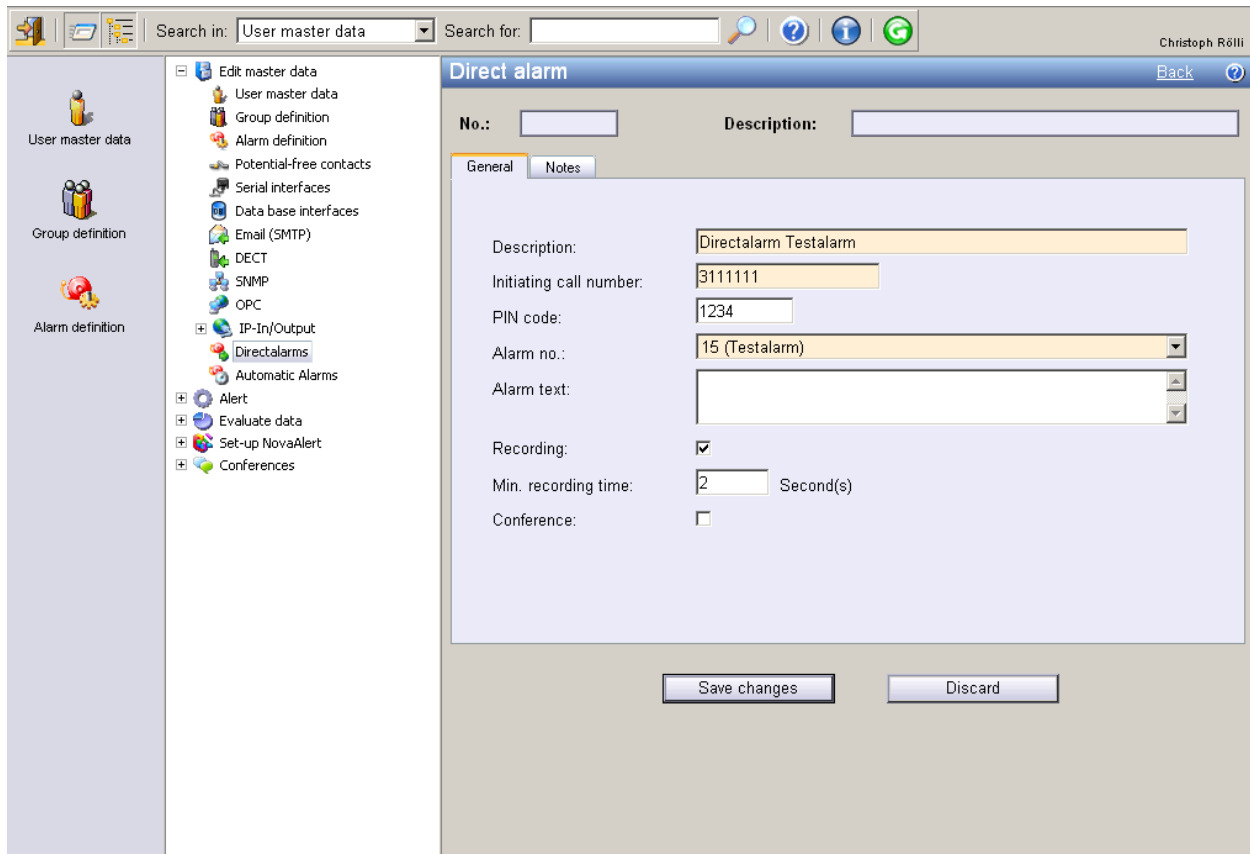 Search in: User master data Search for:
Christoph Rölli
User master data
Group definition
Alarm definition
Edit master data
User master data
Group definition
Alarm definition
Potential-free contacts
Serial interfaces
Data base interfaces
Email (SMTP)
DECT
SNMP
OPC
IP-In/Output
Directalarms
Automatic Alarms
Alert
Evaluate data
Set-up NovaAlert
Conferences
Direct alarm Back
No.: Description:
General Notes
Description: Directalarm Testalarm
Initiating call number: 3111111
PIN code: 1234
Alarm no.: 15 (Testalarm)
Alarm text:
Recording:
Min. recording time: 2 Second(s)
Conference:
Save changes Discard